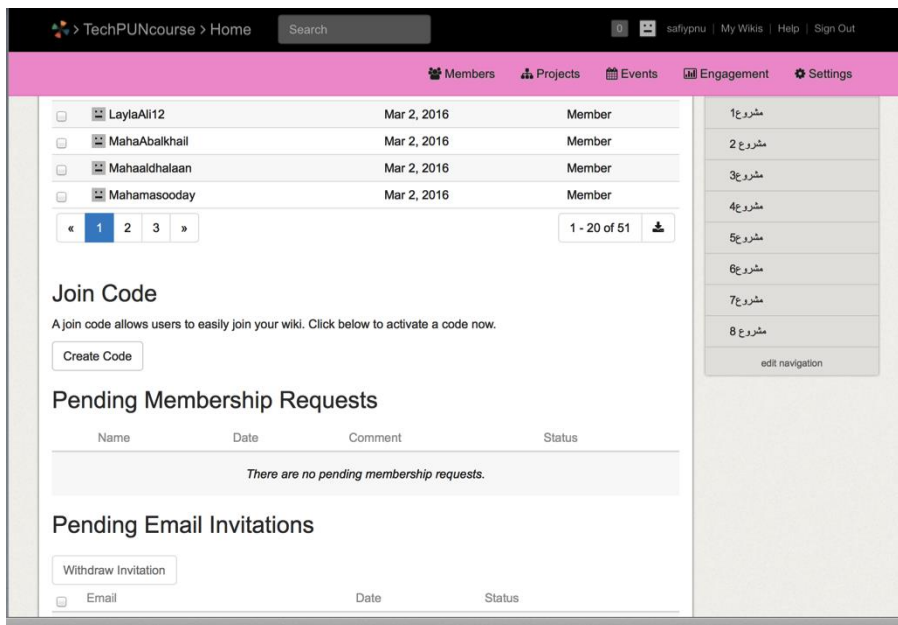 > TechPUNcourse > Home Search 0 safiypnu | My Wikis | Help | Sign Out
Members Projects Events Engagement Settings
LaylaAli12 Mar 2, 2016 Member
MahaAbalkhail Mar 2, 2016 Member
Mahaaldhalaan Mar 2, 2016 Member
Mahamasooday Mar 2, 2016 Member
« 1 2 3 » 1 - 20 of 51
Join Code
A join code allows users to easily join your wiki. Click below to activate a code now.
Create Code
Pending Membership Requests
Name Date Comment Status
There are no pending membership requests.
Pending Email Invitations
Withdraw Invitation
Email Date Status
مشروع1
مشروع 2
مشروع3
مشروع4
مشروع5
مشروع6
مشروع7
مشروع 8
edit navigation